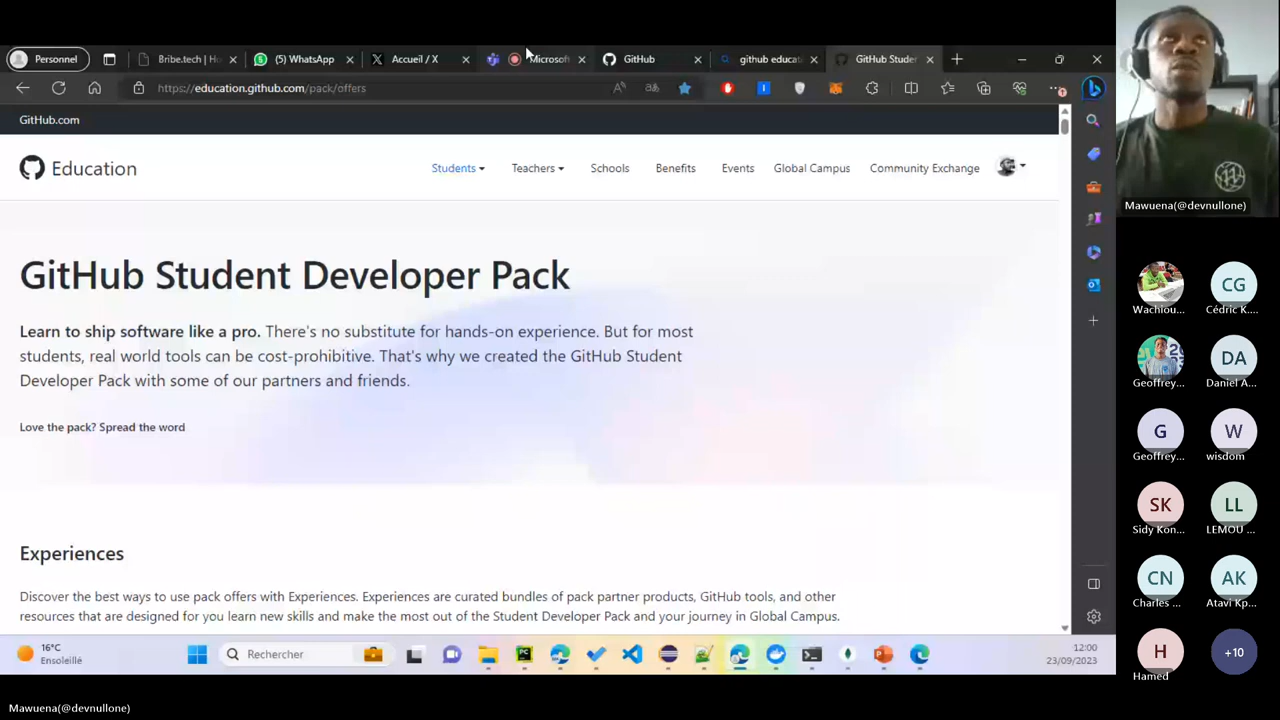 Personnel
Bribe.tech | Ho
(5) WhatsApp
Accueil / X
Microsoft
GitHub
github educat
GitHub Stude
https://education.github.com/pack/offers
GitHub.com
Education
Students
Teachers
Schools
Benefits
Events
Global Campus
Community Exchange
GitHub Student Developer Pack
Learn to ship software like a pro. There's no substitute for hands-on experience. But for most
students, real world tools can be cost-prohibitive. That's why we created the GitHub Student
Developer Pack with some of our partners and friends.
Love the pack? Spread the word
Experiences
Discover the best ways to use pack offers with Experiences. Experiences are curated bundles of pack partner products, GitHub tools, and other
resources that are designed for you learn new skills and make the most out of the Student Developer Pack and your journey in Global Campus.
16°C
Ensoleillé
Rechercher
12:00
23/09/2023
Mawuena(@devnullone)
Wachiou...
CG
Cédric K....
Geoffrey...
DA
Daniel A...
G
Geoffrey...
W
wisdom
SK
Sidy Kon...
LL
LEMOU ...
CN
Charles ...
AK
Atavi Kp...
H
Hamed
+10
Mawuena(@devnullone)